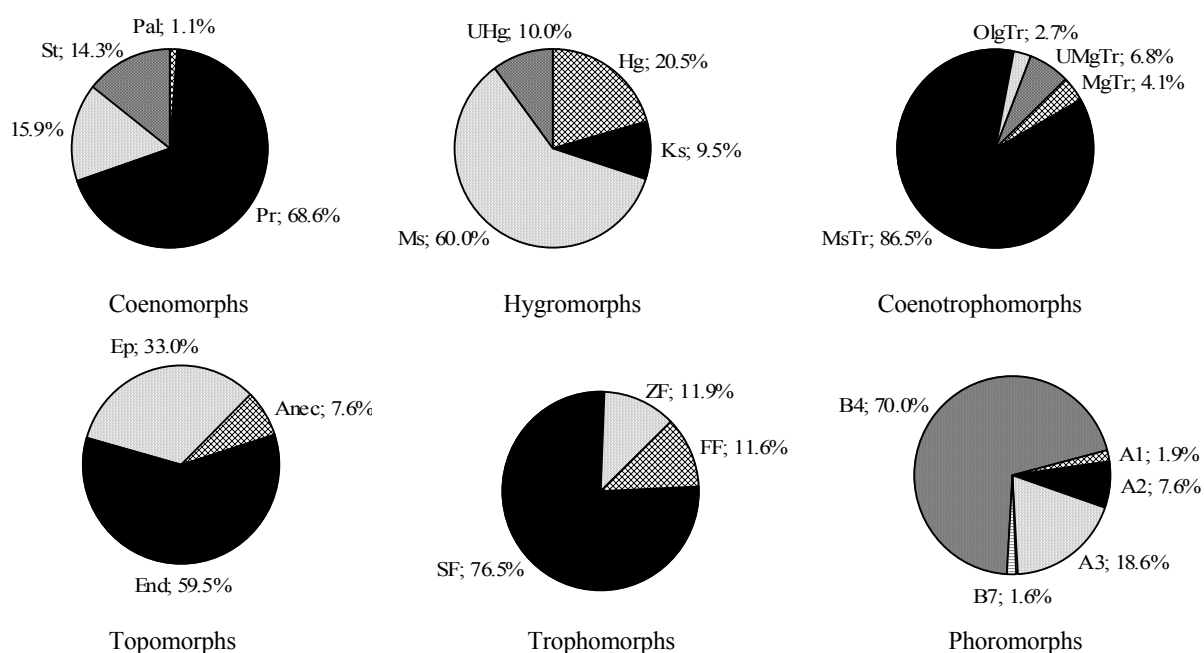 Pal; 1.1%
St; 14.3%
15.9%
Pr; 68.6%
Coenomorphs
UHg; 10.0%
Hg; 20.5%
Ks; 9.5%
Ms; 60.0%
Hygromorphs
OlgTr; 2.7%
UMgTr; 6.8%
MgTr; 4.1%
MsTr; 86.5%
Coenotrophomorphs
Ep; 33.0%
Anec; 7.6%
End; 59.5%
Topomorphs
ZF; 11.9%
FF; 11.6%
SF; 76.5%
Trophomorphs
B4; 70.0%
A1; 1.9%
A2; 7.6%
A3; 18.6%
B7; 1.6%
Phoromorphs